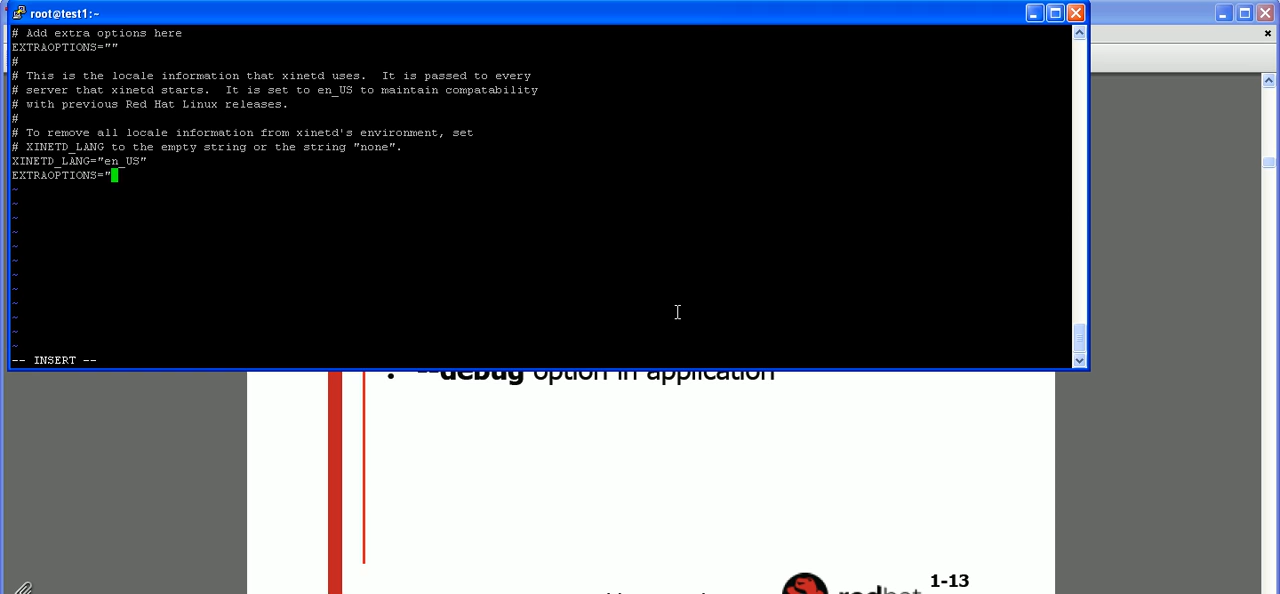 root@test1:~
# Add extra options here
EXTRAOPTIONS=""
#
# This is the locale information that xinetd uses.  It is passed to every
# server that xinetd starts.  It is set to en_US to maintain compatability
# with previous Red Hat Linux releases.
#
# To remove all locale information from xinetd's environment, set
# XINETD_LANG to the empty string or the string "none".
XINETD_LANG="en_US"
EXTRAOPTIONS="
~
~
~
~
~
~
~
~
~
~
~
~
-- INSERT --
• --debug option in application
1-13
redhat